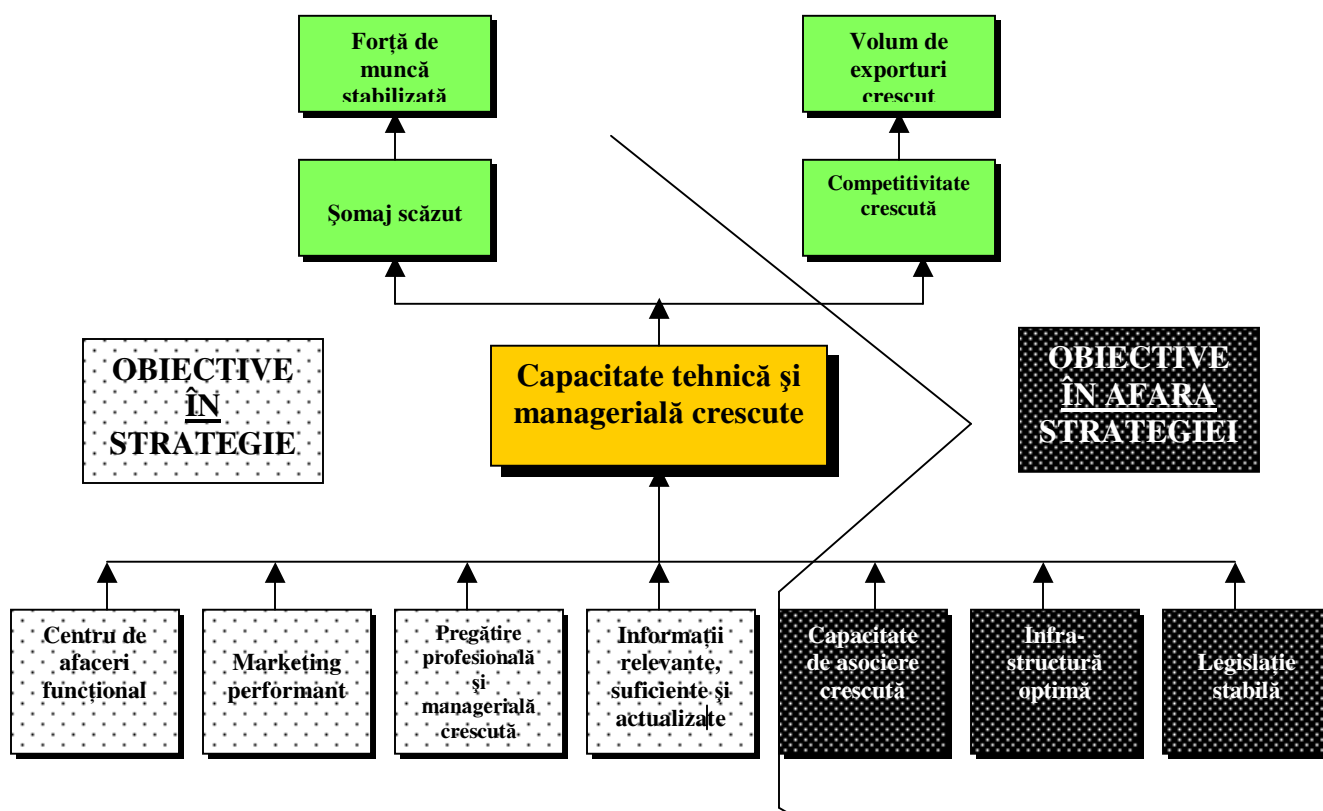 Forță de
muncă
stabilizată
Volum de
exporturi
crescut
Şomaj scăzut
Competitivitate
crescută
OBIECTIVE
ÎN
STRATEGIE
Capacitate tehnică şi
managerială crescute
OBIECTIVE
ÎN AFARA
STRATEGIEI
Centru de
afaceri
funcțional
Marketing
performant
Pregătire
profesională
şi
managerială
crescută
Informații
relevante,
suficiente şi
actualizate
Capacitate
de asociere
crescută
Infra-
structură
optimă
Legislație
stabilă